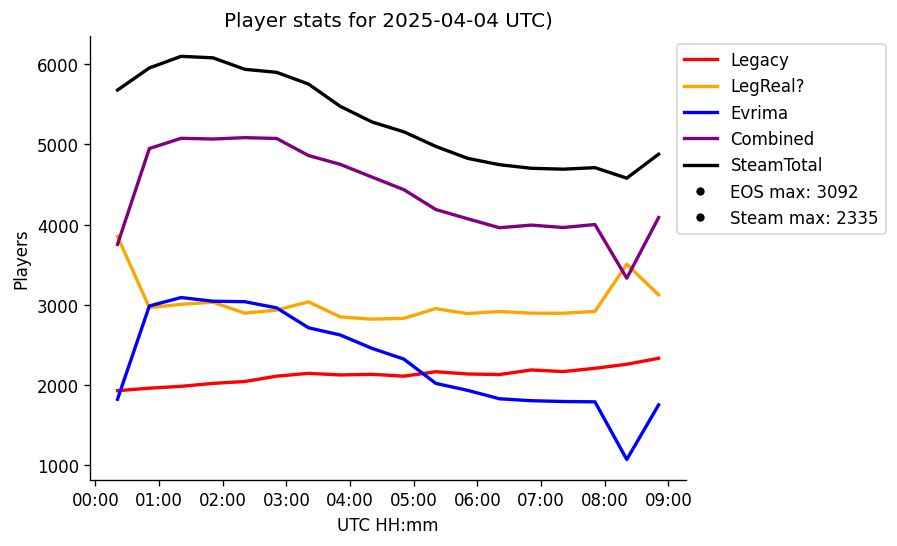 Player stats for 2025-04-04 UTC)
Legacy
LegReal?
Evrima
Combined
SteamTotal
EOS max: 3092
Steam max: 2335
Players
6000
5000
4000
3000
2000
1000
00:00 01:00 02:00 03:00 04:00 05:00 06:00 07:00 08:00 09:00
UTC HH:mm